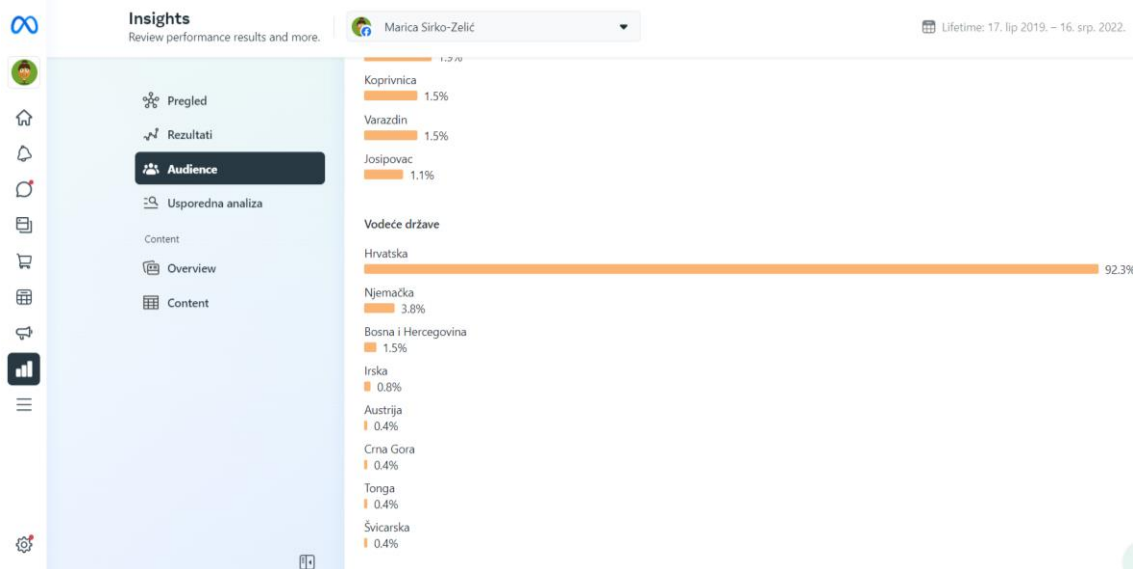 Insights
Review performance results and more.
Marica Sirko-Zelić
Lifetime: 17. lip 2019. – 16. srp. 2022.
Pregled
Rezultati
Audience
Usporedna analiza
Content
Overview
Content
Koprivnica
1.5%
Varazdin
1.5%
Josipovac
1.1%
Vodeće države
Hrvatska
92.3%
Njemačka
3.8%
Bosna i Hercegovina
1.5%
Irska
0.8%
Austrija
0.4%
Crna Gora
0.4%
Tonga
0.4%
Švicarska
0.4%